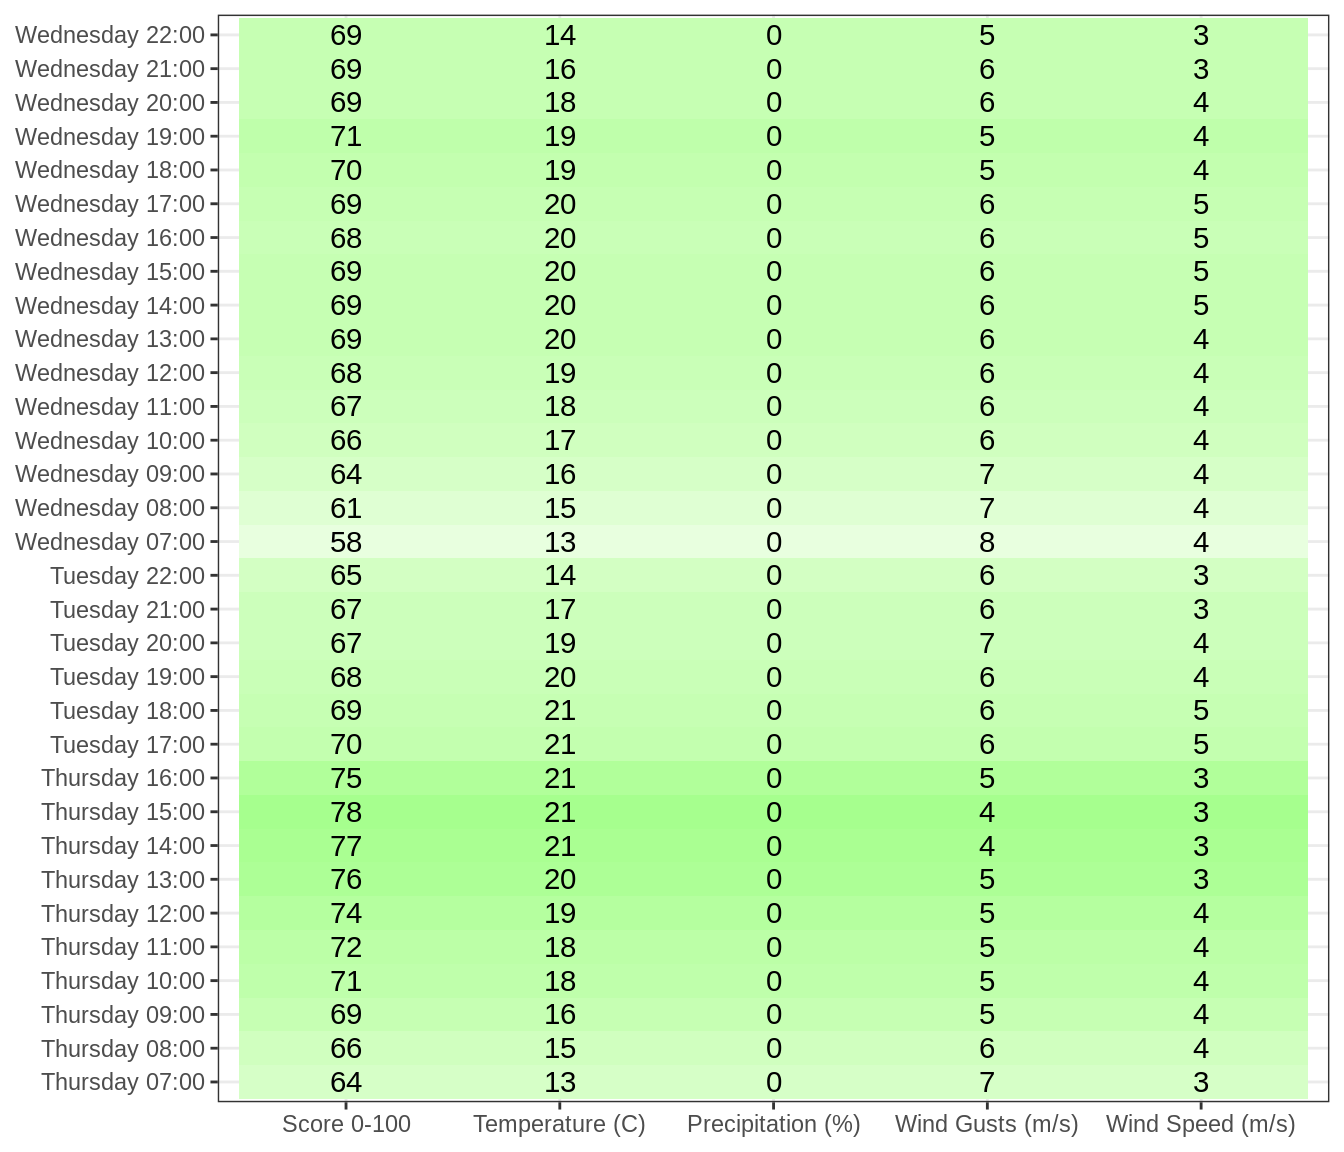 Wednesday 22:00 69 14 0 5 3
Wednesday 21:00 69 16 0 6 3
Wednesday 20:00 69 18 0 6 4
Wednesday 19:00 71 19 0 5 4
Wednesday 18:00 70 19 0 5 4
Wednesday 17:00 69 20 0 6 5
Wednesday 16:00 68 20 0 6 5
Wednesday 15:00 69 20 0 6 5
Wednesday 14:00 69 20 0 6 5
Wednesday 13:00 69 20 0 6 4
Wednesday 12:00 68 19 0 6 4
Wednesday 11:00 67 18 0 6 4
Wednesday 10:00 66 17 0 6 4
Wednesday 09:00 64 16 0 7 4
Wednesday 08:00 61 15 0 7 4
Wednesday 07:00 58 13 0 8 4
Tuesday 22:00 65 14 0 6 3
Tuesday 21:00 67 17 0 6 3
Tuesday 20:00 67 19 0 7 4
Tuesday 19:00 68 20 0 6 4
Tuesday 18:00 69 21 0 6 5
Tuesday 17:00 70 21 0 6 5
Thursday 16:00 75 21 0 5 3
Thursday 15:00 78 21 0 4 3
Thursday 14:00 77 21 0 4 3
Thursday 13:00 76 20 0 5 3
Thursday 12:00 74 19 0 5 4
Thursday 11:00 72 18 0 5 4
Thursday 10:00 71 18 0 5 4
Thursday 09:00 69 16 0 5 4
Thursday 08:00 66 15 0 6 4
Thursday 07:00 64 13 0 7 3
Score 0-100 Temperature (C) Precipitation (%) Wind Gusts (m/s) Wind Speed (m/s)